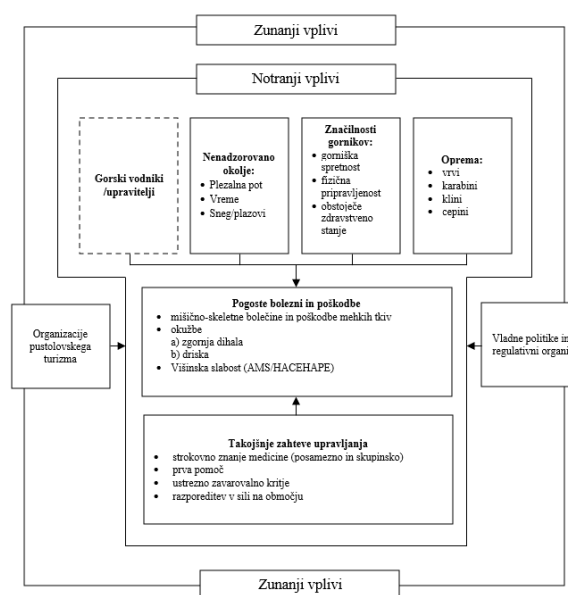 Zunanji vplivi
Notranji vplivi
Gorski vodniki
/upravitelji
Nenadzorovano
okolje:
• Plezalna pot
• Vreme
• Sneg/plazovi
Značilnosti
gornikov:
• gorniška
spretnost
• fizična
pripravljenost
• obstoječe
zdravstveno
stanje
Oprema:
• vrvi
• karabini
• klini
• cepini
Pogoste bolezni in poškodbe
• mišično-skeletne bolečine in poškodbe mehkih tkiv
• okužbe
a) zgornja dihala
b) driska
• Višinska slabost (AMS/HACEHAPE)
Organizacije
pustolovskega
turizma
Vladne politike in
regulativni organi
Takojšnje zahteve upravljanja
• strokovno znanje medicine (posamezno in skupinsko)
• prva pomoč
• ustrezno zavarovalno kritje
• razporeditev v sili na območju
Zunanji vplivi